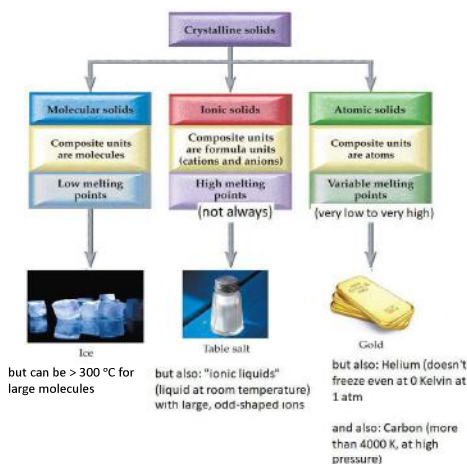 Crystalline solids
Molecular solids
Composite units
are molecules
Low melting
points
Ionic solids
Composite units
are formula units
(cations and anions)
High melting
points
(not always)
Atomic solids
Composite units
are atoms
Variable melting
points
(very low to very high)
Ice
but can be > 300 °C for
large molecules
Table salt
but also: "ionic liquids"
(liquid at room temperature)
with large, odd-shaped ions
Gold
but also: Helium (doesn't
freeze even at 0 Kelvin at
1 atm
and also: Carbon (more
than 4000 K, at high
pressure)